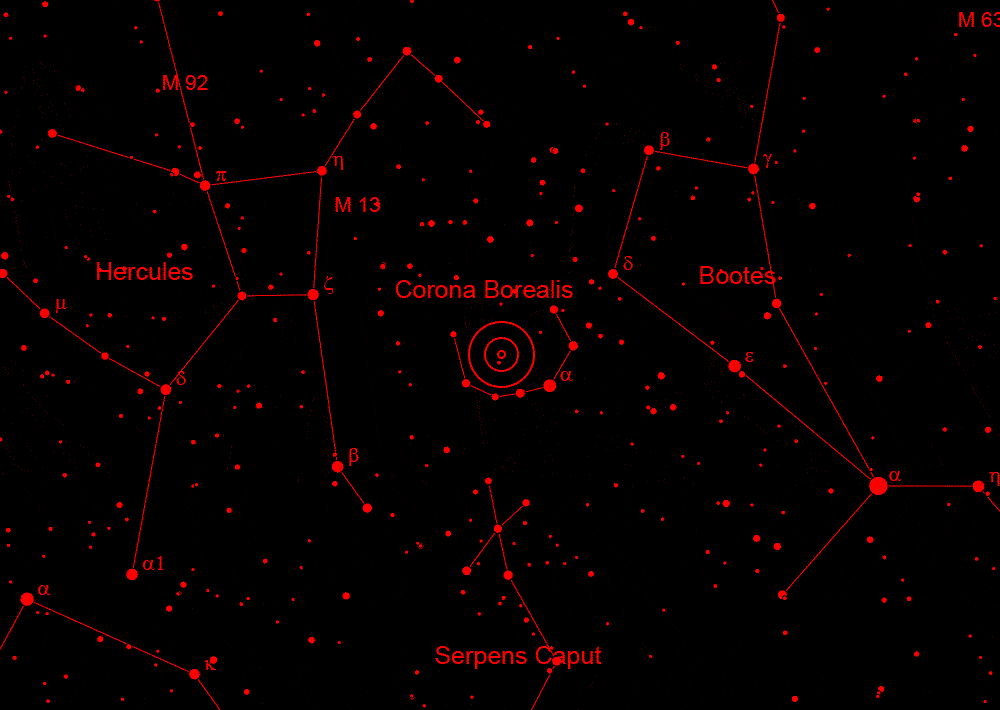 M 63
M 92
β
γ
η
π
M 13
δ
Hercules
Bootes
ζ
Corona Borealis
μ
ε
δ
α
β
α
η
α1
α
Serpens Caput
κ